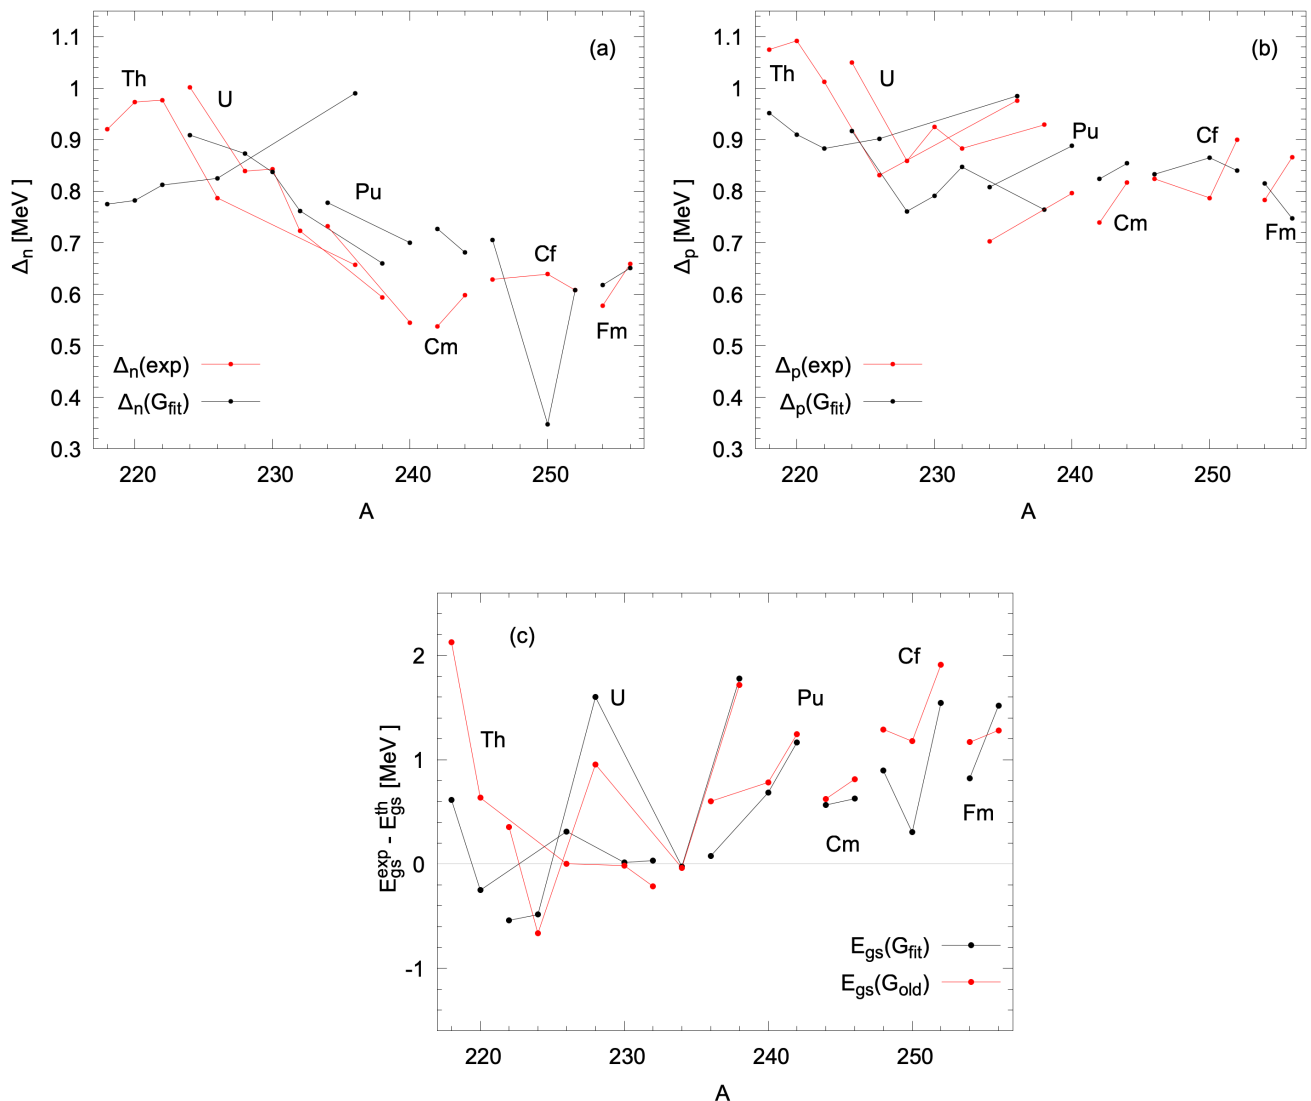 (a)
Δn [MeV ]
1.1
1
0.9
0.8
0.7
0.6
0.5
0.4
0.3
Th
U
Pu
Cm
Cf
Fm
Δn(exp)
Δn(Gfit)
220 230 240 250
A
(b)
Δp [MeV ]
1.1
1
0.9
0.8
0.7
0.6
0.5
0.4
0.3
Th
U
Pu
Cm
Cf
Fm
Δp(exp)
Δp(Gfit)
220 230 240 250
A
(c)
Egs^exp - Egs^th [MeV ]
2
1
0
-1
Th
U
Pu
Cm
Cf
Fm
Egs(Gfit)
Egs(Gold)
220 230 240 250
A